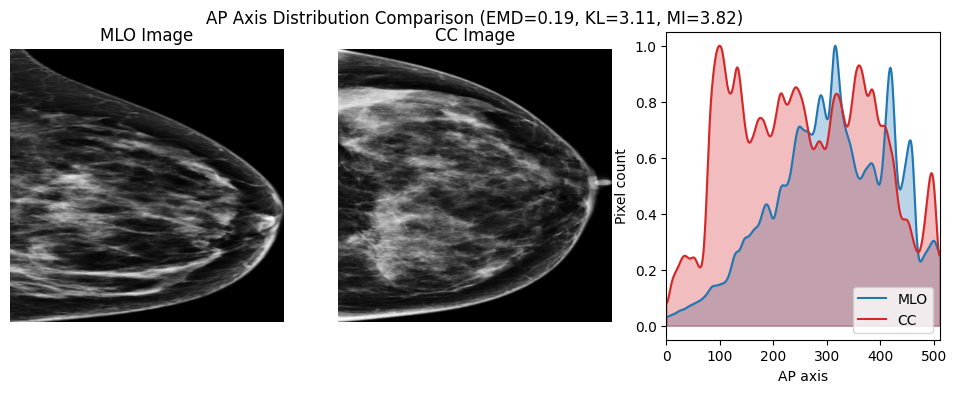 AP Axis Distribution Comparison (EMD=0.19, KL=3.11, MI=3.82)
MLO Image
CC Image
Pixel count
1.0
0.8
0.6
0.4
0.2
0.0
MLO
CC
0 100 200 300 400 500
AP axis